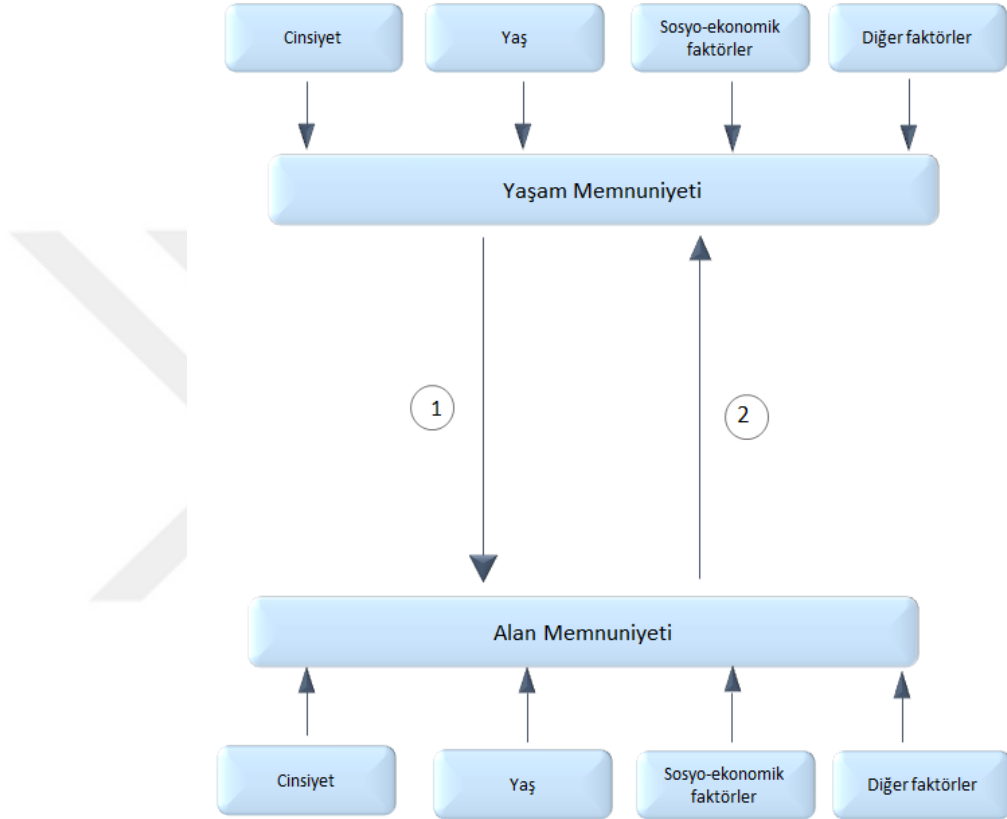 Cinsiyet
Yaş
Sosyo-ekonomik
faktörler
Diğer faktörler
Yaşam Memnuniyeti
1
2
Alan Memnuniyeti
Cinsiyet
Yaş
Sosyo-ekonomik
faktörler
Diğer faktörler